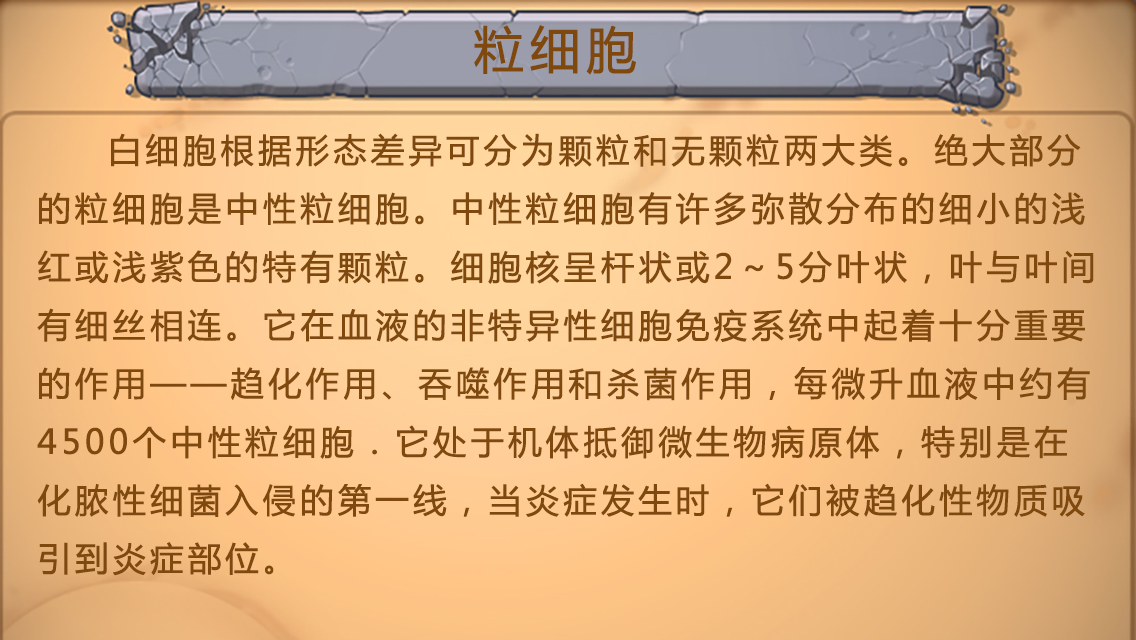 粒细胞
白细胞根据形态差异可分为颗粒和无颗粒两大类。绝大部分
的粒细胞是中性粒细胞。中性粒细胞有许多弥散分布的细小的浅
红或浅紫色的特有颗粒。细胞核呈杆状或2～5分叶状，叶与叶间
有细丝相连。它在血液的非特异性细胞免疫系统中起着十分重要
的作用——趋化作用、吞噬作用和杀菌作用，每微升血液中约有
4500个中性粒细胞．它处于机体抵御微生物病原体，特别是在
化脓性细菌入侵的第一线，当炎症发生时，它们被趋化性物质吸
引到炎症部位。